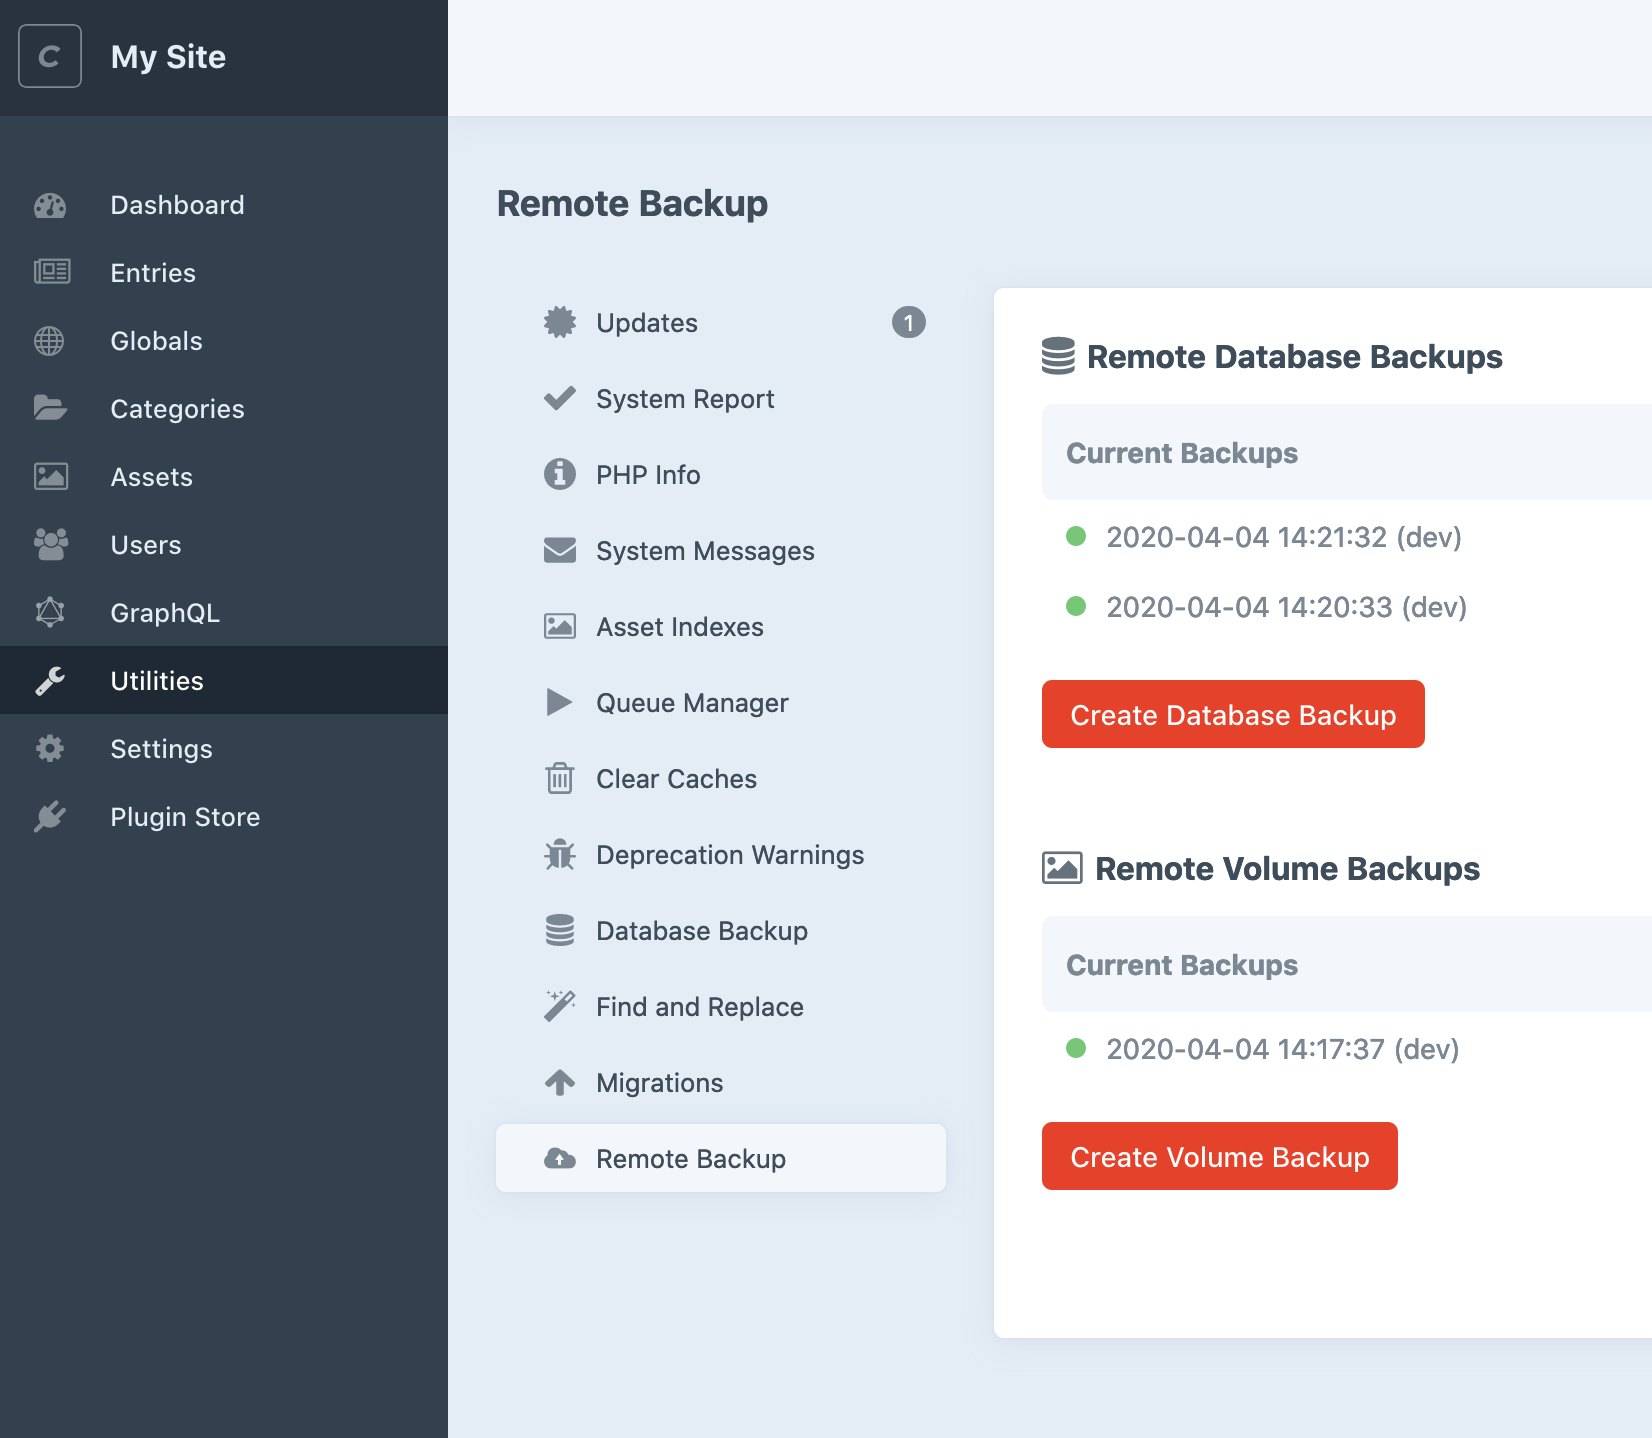 C
My Site
Dashboard
Entries
Globals
Categories
Assets
Users
GraphQL
Utilities
Settings
Plugin Store
Remote Backup
Updates 1
System Report
PHP Info
System Messages
Asset Indexes
Queue Manager
Clear Caches
Deprecation Warnings
Database Backup
Find and Replace
Migrations
Remote Backup
Remote Database Backups
Current Backups
2020-04-04 14:21:32 (dev)
2020-04-04 14:20:33 (dev)
Create Database Backup
Remote Volume Backups
Current Backups
2020-04-04 14:17:37 (dev)
Create Volume Backup